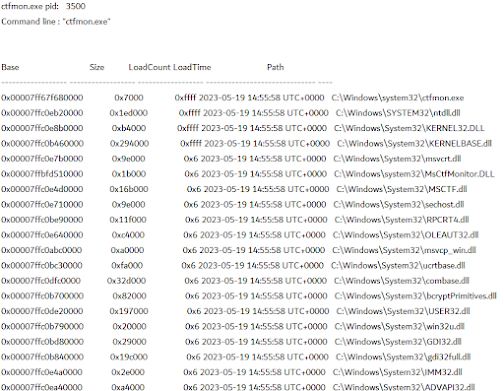 ctfmon.exe pid: 3500
Command line : "ctfmon.exe"
Base Size LoadCount LoadTime Path
------------------ ------------------ ------------------ ------------------------------ ----
0x00007ff67f680000 0x7000 0xffff 2023-05-19 14:55:58 UTC+0000 C:\Windows\system32\ctfmon.exe
0x00007ffc0eb20000 0x1ed000 0xffff 2023-05-19 14:55:58 UTC+0000 C:\Windows\SYSTEM32\ntdll.dll
0x00007ffc0e8b0000 0xb4000 0xffff 2023-05-19 14:55:58 UTC+0000 C:\Windows\System32\KERNEL32.DLL
0x00007ffc0b460000 0x294000 0xffff 2023-05-19 14:55:58 UTC+0000 C:\Windows\System32\KERNELBASE.dll
0x00007ffc0e7b0000 0x9e000 0x6 2023-05-19 14:55:58 UTC+0000 C:\Windows\System32\msvcrt.dll
0x00007ffbfd510000 0x1b000 0x6 2023-05-19 14:55:58 UTC+0000 C:\Windows\system32\MsCtfMonitor.DLL
0x00007ffc0e4d0000 0x16b000 0x6 2023-05-19 14:55:58 UTC+0000 C:\Windows\System32\MSCTF.dll
0x00007ffc0e710000 0x9e000 0x6 2023-05-19 14:55:58 UTC+0000 C:\Windows\System32\sechost.dll
0x00007ffc0be90000 0x11f000 0x6 2023-05-19 14:55:58 UTC+0000 C:\Windows\System32\RPCRT4.dll
0x00007ffc0e640000 0xc4000 0x6 2023-05-19 14:55:58 UTC+0000 C:\Windows\System32\OLEAUT32.dll
0x00007ffc0abc0000 0xa0000 0x6 2023-05-19 14:55:58 UTC+0000 C:\Windows\System32\msvcp_win.dll
0x00007ffc0bc30000 0xfa000 0x6 2023-05-19 14:55:58 UTC+0000 C:\Windows\System32\ucrtbase.dll
0x00007ffc0dfc0000 0x32d000 0x6 2023-05-19 14:55:58 UTC+0000 C:\Windows\System32\combase.dll
0x00007ffc0b700000 0x82000 0x6 2023-05-19 14:55:58 UTC+0000 C:\Windows\System32\bcryptPrimitives.dll
0x00007ffc0de20000 0x197000 0x6 2023-05-19 14:55:58 UTC+0000 C:\Windows\System32\USER32.dll
0x00007ffc0b790000 0x20000 0x6 2023-05-19 14:55:58 UTC+0000 C:\Windows\System32\win32u.dll
0x00007ffc0bd80000 0x29000 0x6 2023-05-19 14:55:58 UTC+0000 C:\Windows\System32\GDI32.dll
0x00007ffc0b840000 0x19c000 0x6 2023-05-19 14:55:58 UTC+0000 C:\Windows\System32\gdi32full.dll
0x00007ffc0e4a0000 0x2e000 0x6 2023-05-19 14:55:58 UTC+0000 C:\Windows\System32\IMM32.dll
0x00007ffc0ea40000 0xa4000 0x6 2023-05-19 14:55:58 UTC+0000 C:\Windows\System32\ADVAPI32.dll